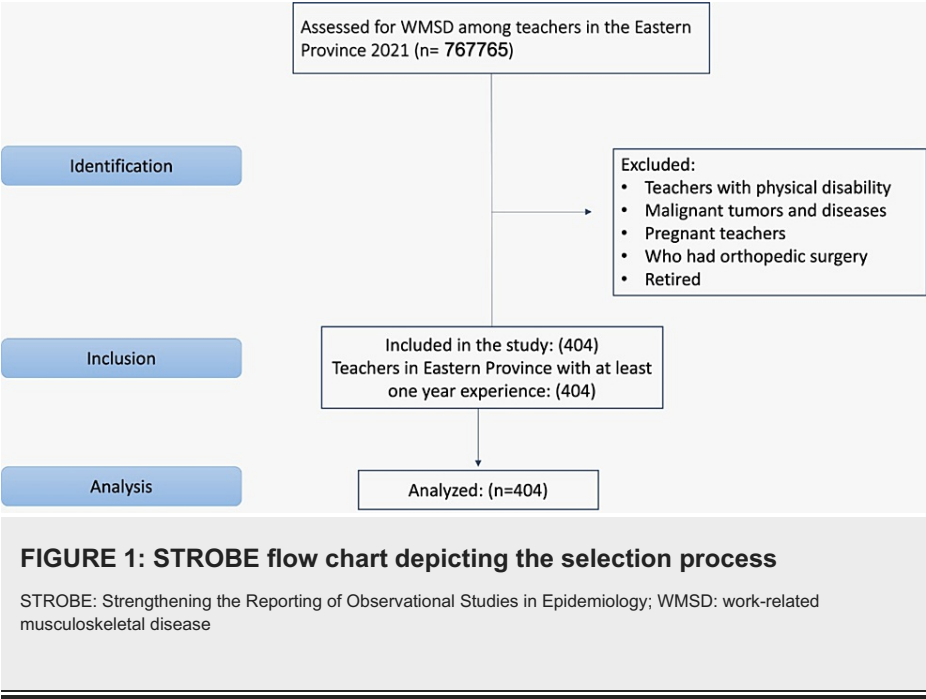 Assessed for WMSD among teachers in the Eastern
Province 2021 (n= 767765)
Identification
Excluded:
• Teachers with physical disability
• Malignant tumors and diseases
• Pregnant teachers
• Who had orthopedic surgery
• Retired
Inclusion
Included in the study: (404)
Teachers in Eastern Province with at least
one year experience: (404)
Analysis
Analyzed: (n=404)
FIGURE 1: STROBE flow chart depicting the selection process
STROBE: Strengthening the Reporting of Observational Studies in Epidemiology; WMSD: work-related
musculoskeletal disease